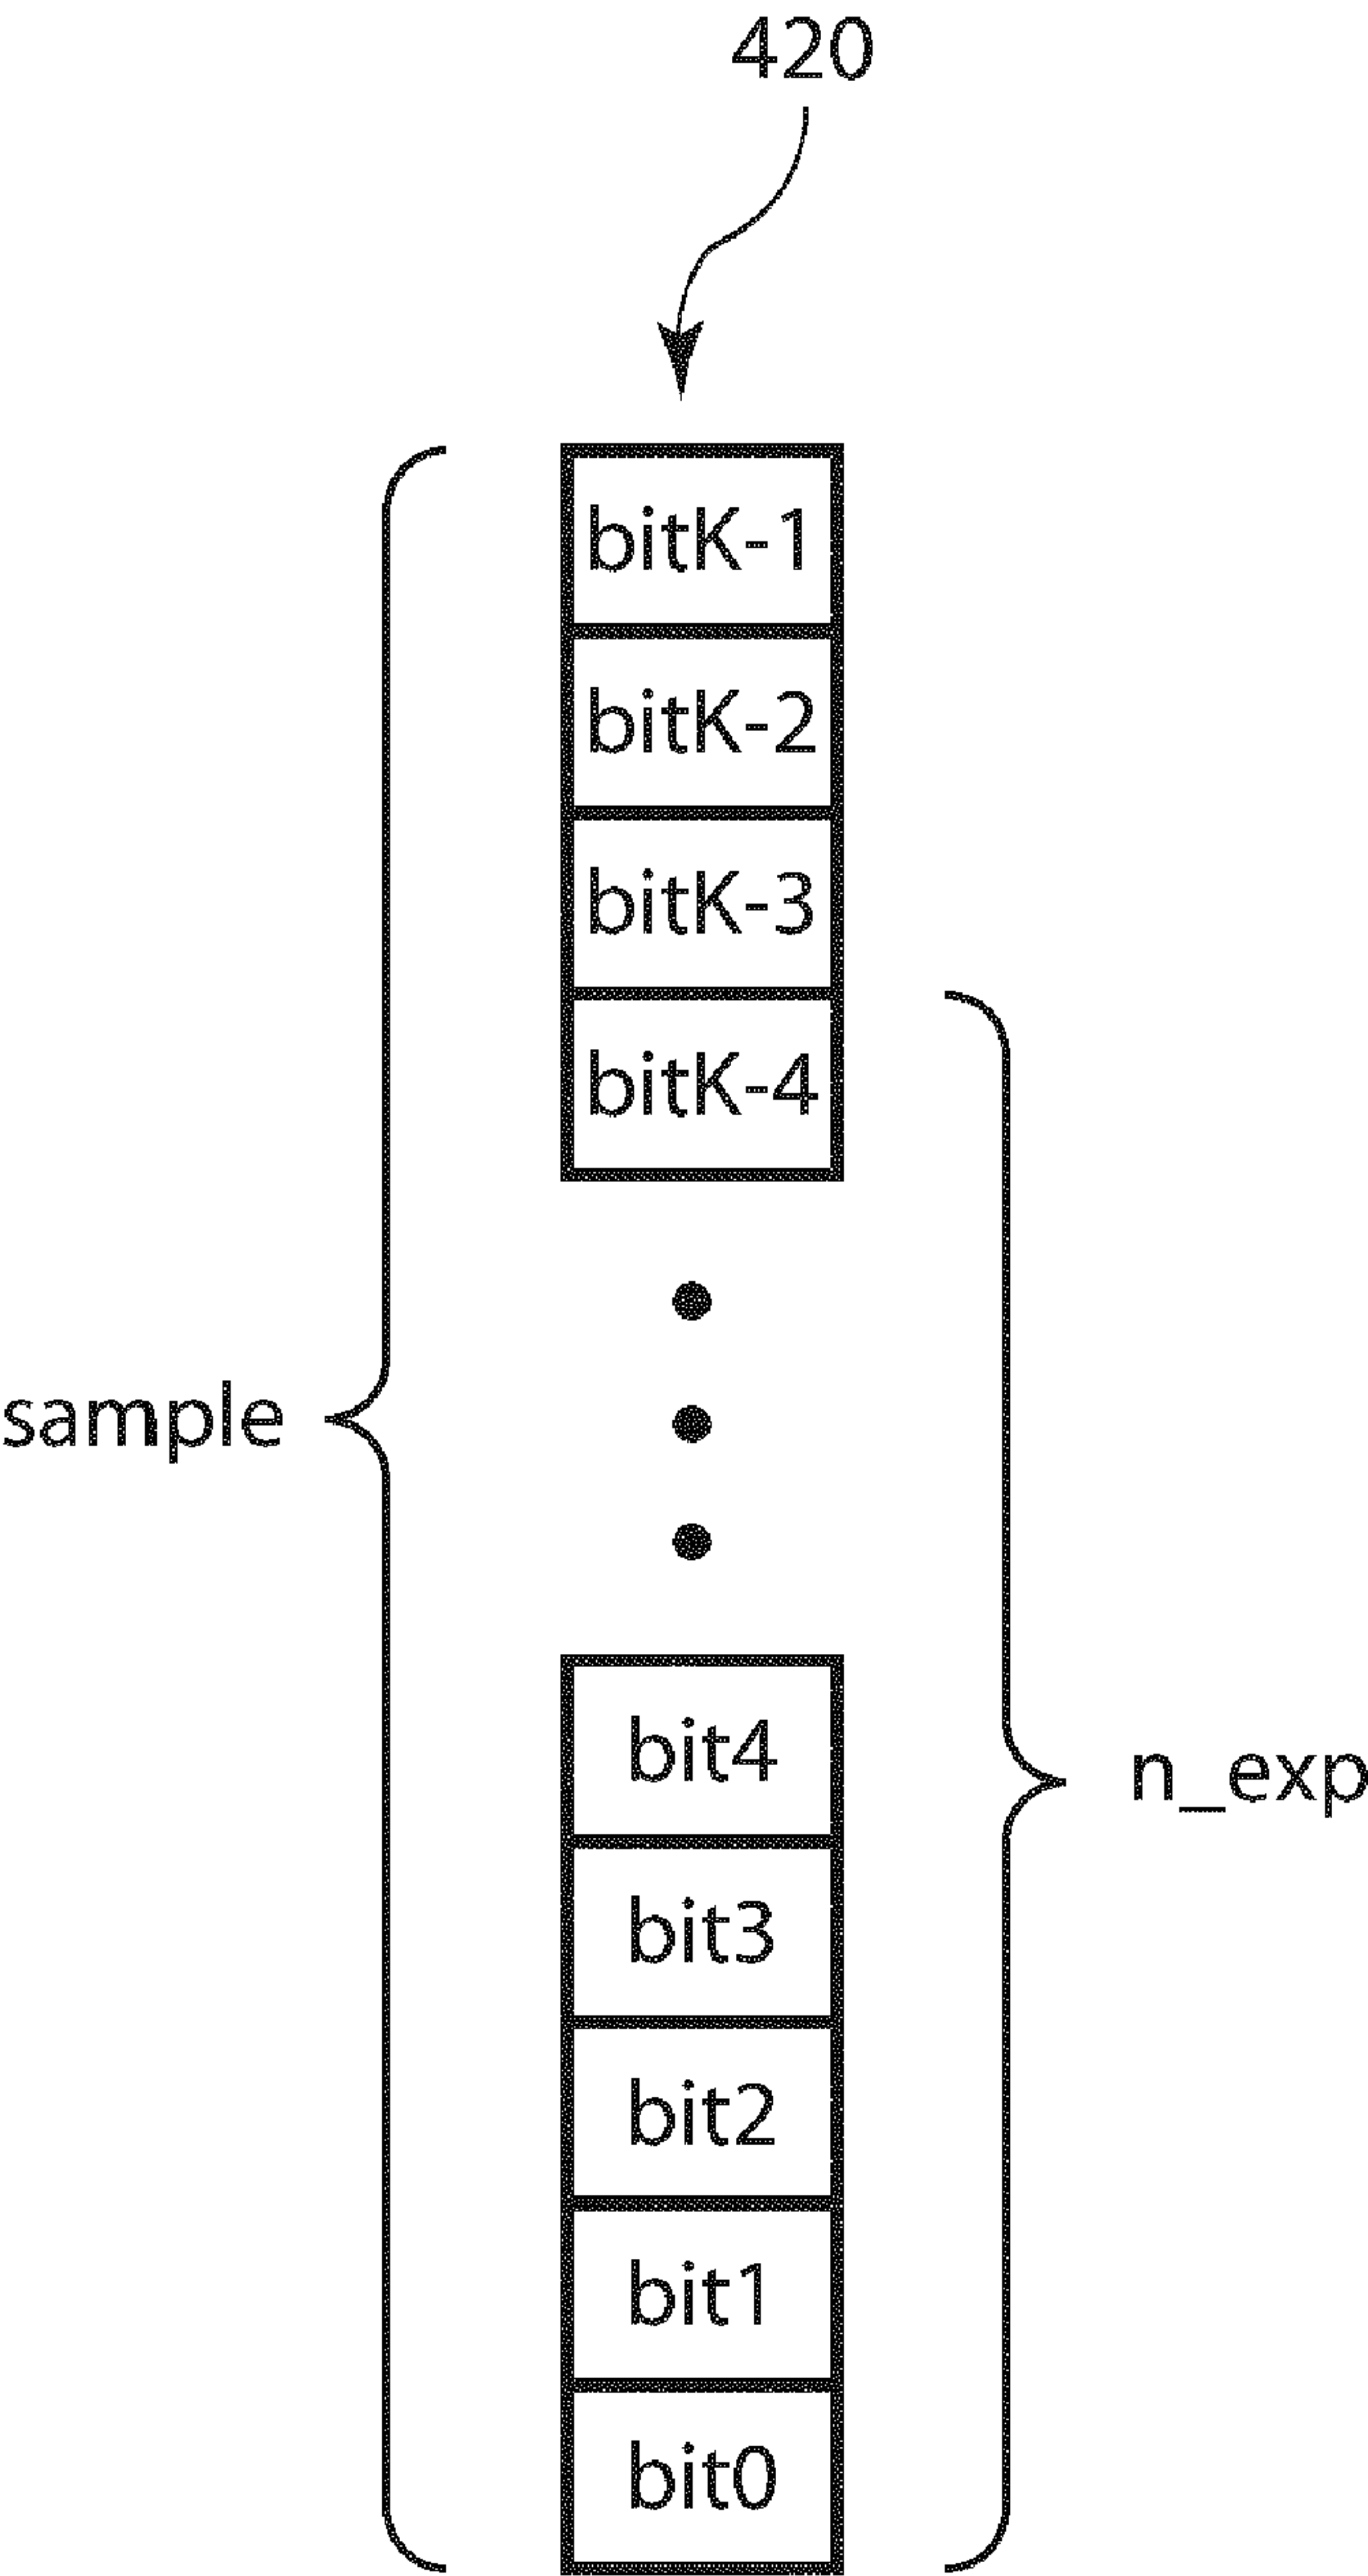 420
bitK-1
bitK-2
bitK-3
bitK-4
sample
bit4
n_exp
bit3
bit2
bit1
bit0